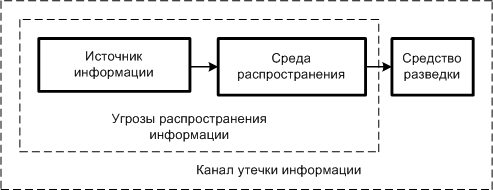 Источник
информации
Среда
распространения
Средство
разведки
Угрозы распространения
информации
Канал утечки информации